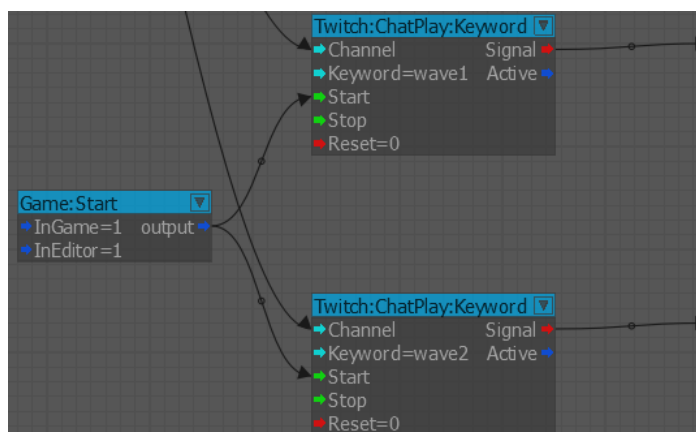 Twitch:ChatPlay:Keyword
Channel Signal
Keyword=wave1 Active
Start
Stop
Reset=0
Game:Start
InGame=1 output
InEditor=1
Twitch:ChatPlay:Keyword
Channel Signal
Keyword=wave2 Active
Start
Stop
Reset=0